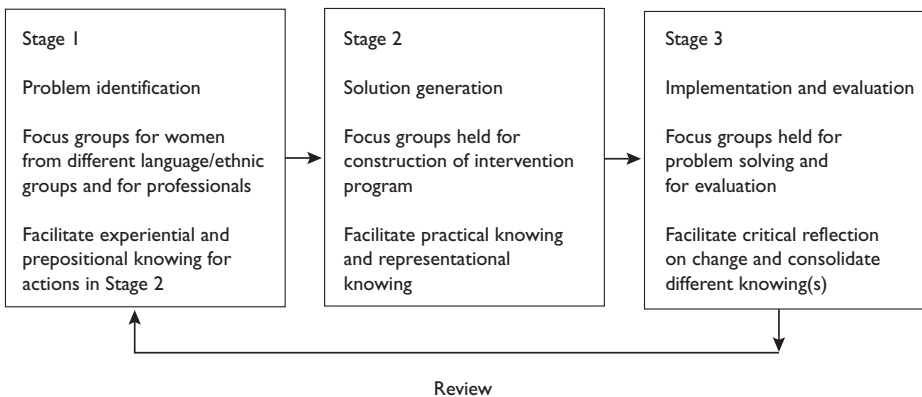 Stage 1
Problem identification
Focus groups for women
from different language/ethnic
groups and for professionals
Facilitate experiential and
prepositional knowing for
actions in Stage 2
Stage 2
Solution generation
Focus groups held for
construction of intervention
program
Facilitate practical knowing
and representational
knowing
Stage 3
Implementation and evaluation
Focus groups held for
problem solving and
for evaluation
Facilitate critical reflection
on change and consolidate
different knowing(s)
Review